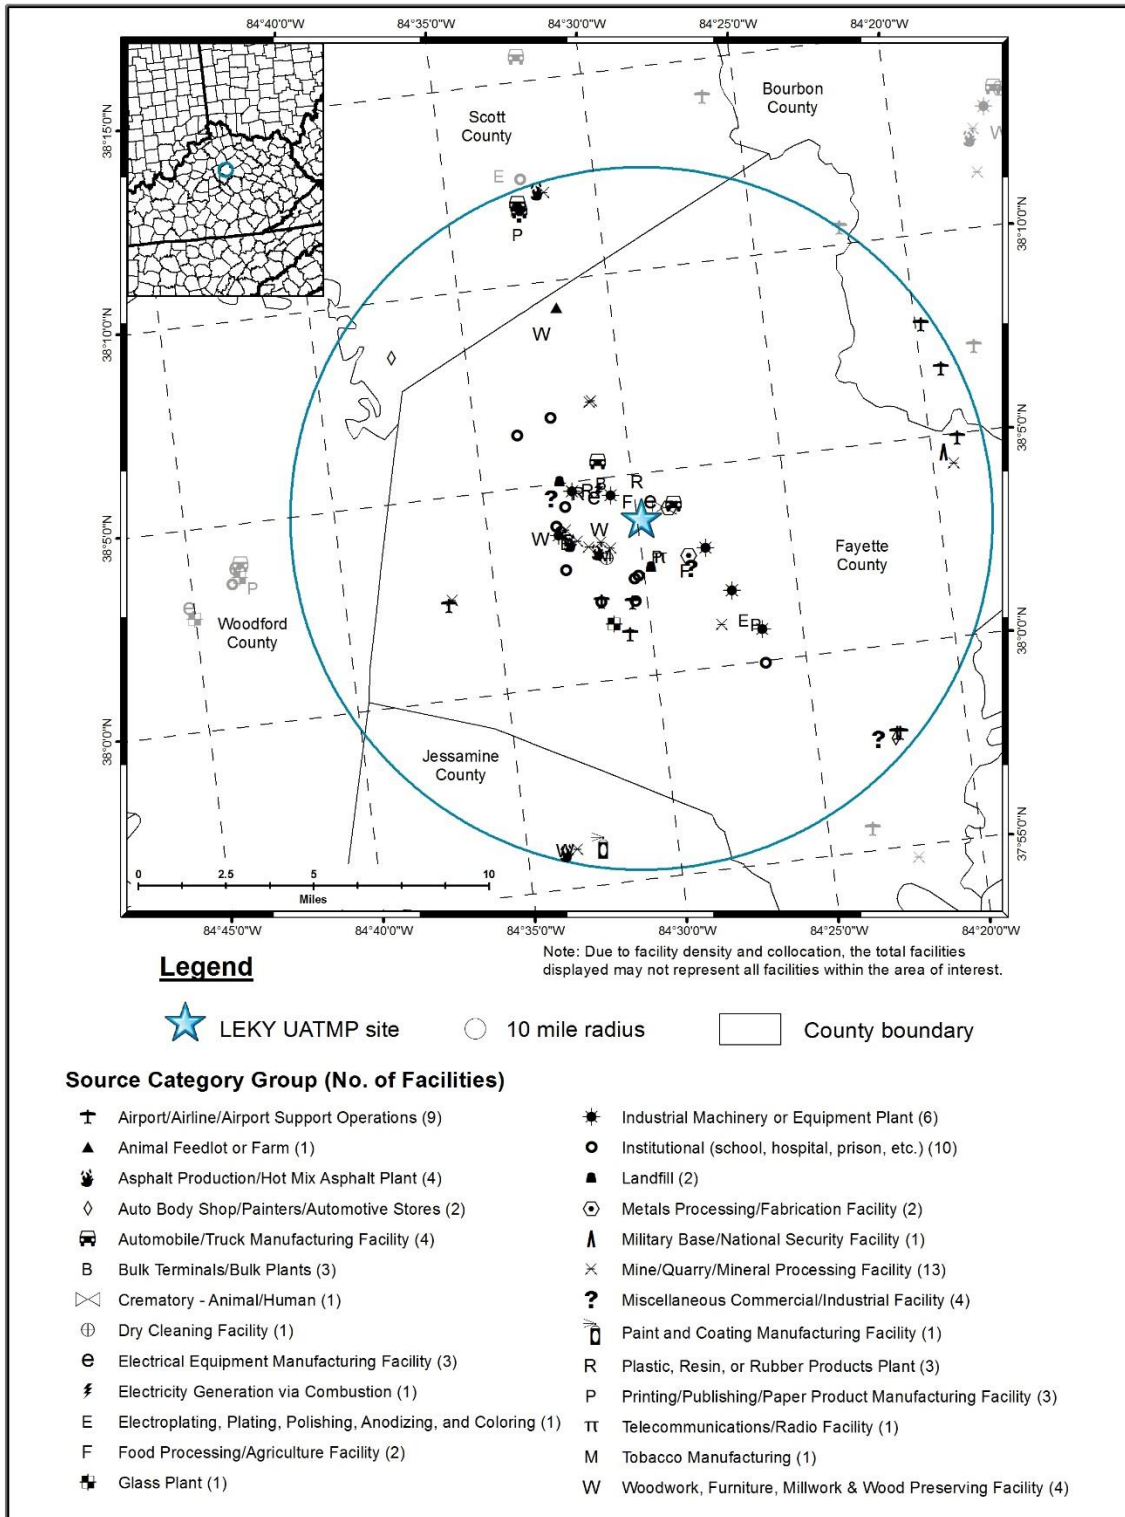 84°40'0"W 84°35'0"W 84°30'0"W 84°25'0"W 84°20'0"W
Bourbon
County
Scott
County
38°15'0"N
38°10'0"N
E
P
W
38°10'0"N
38°5'0"N
W
R
B
R
e
F
e
W
W
Fayette
County
38°5'0"N
π
F
P
Woodford
County
e
E
P
38°0'0"N
38°0'0"N
?
Jessamine
County
37°55'0"N
W
0 2.5 5 10
Miles
84°45'0"W 84°40'0"W 84°35'0"W 84°30'0"W 84°25'0"W 84°20'0"W
Note: Due to facility density and collocation, the total facilities
displayed may not represent all facilities within the area of interest.
Legend
LEKY UATMP site 10 mile radius County boundary
Source Category Group (No. of Facilities)
Airport/Airline/Airport Support Operations (9)
Animal Feedlot or Farm (1)
Asphalt Production/Hot Mix Asphalt Plant (4)
Auto Body Shop/Painters/Automotive Stores (2)
Automobile/Truck Manufacturing Facility (4)
B Bulk Terminals/Bulk Plants (3)
Crematory - Animal/Human (1)
Dry Cleaning Facility (1)
e Electrical Equipment Manufacturing Facility (3)
Electricity Generation via Combustion (1)
E Electroplating, Plating, Polishing, Anodizing, and Coloring (1)
F Food Processing/Agriculture Facility (2)
Glass Plant (1)
Industrial Machinery or Equipment Plant (6)
Institutional (school, hospital, prison, etc.) (10)
Landfill (2)
Metals Processing/Fabrication Facility (2)
Military Base/National Security Facility (1)
Mine/Quarry/Mineral Processing Facility (13)
? Miscellaneous Commercial/Industrial Facility (4)
Paint and Coating Manufacturing Facility (1)
R Plastic, Resin, or Rubber Products Plant (3)
P Printing/Publishing/Paper Product Manufacturing Facility (3)
π Telecommunications/Radio Facility (1)
M Tobacco Manufacturing (1)
W Woodwork, Furniture, Millwork & Wood Preserving Facility (4)